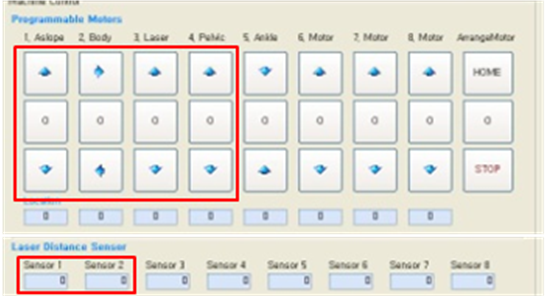 Machine Control
Programmable Motors
1, Aslope 2, Body 3, Laser 4, Pelvic 5, Ankle 6, Motor 7, Motor 8, Motor ArrangeMotor
HOME
0 0 0 0 0 0 0 0 0
STOP
Location
0 0 0 0 0 0 0 0
Laser Distance Sensor
Sensor 1 Sensor 2 Sensor 3 Sensor 4 Sensor 5 Sensor 6 Sensor 7 Sensor 8
0 0 0 0 0 0 0 0